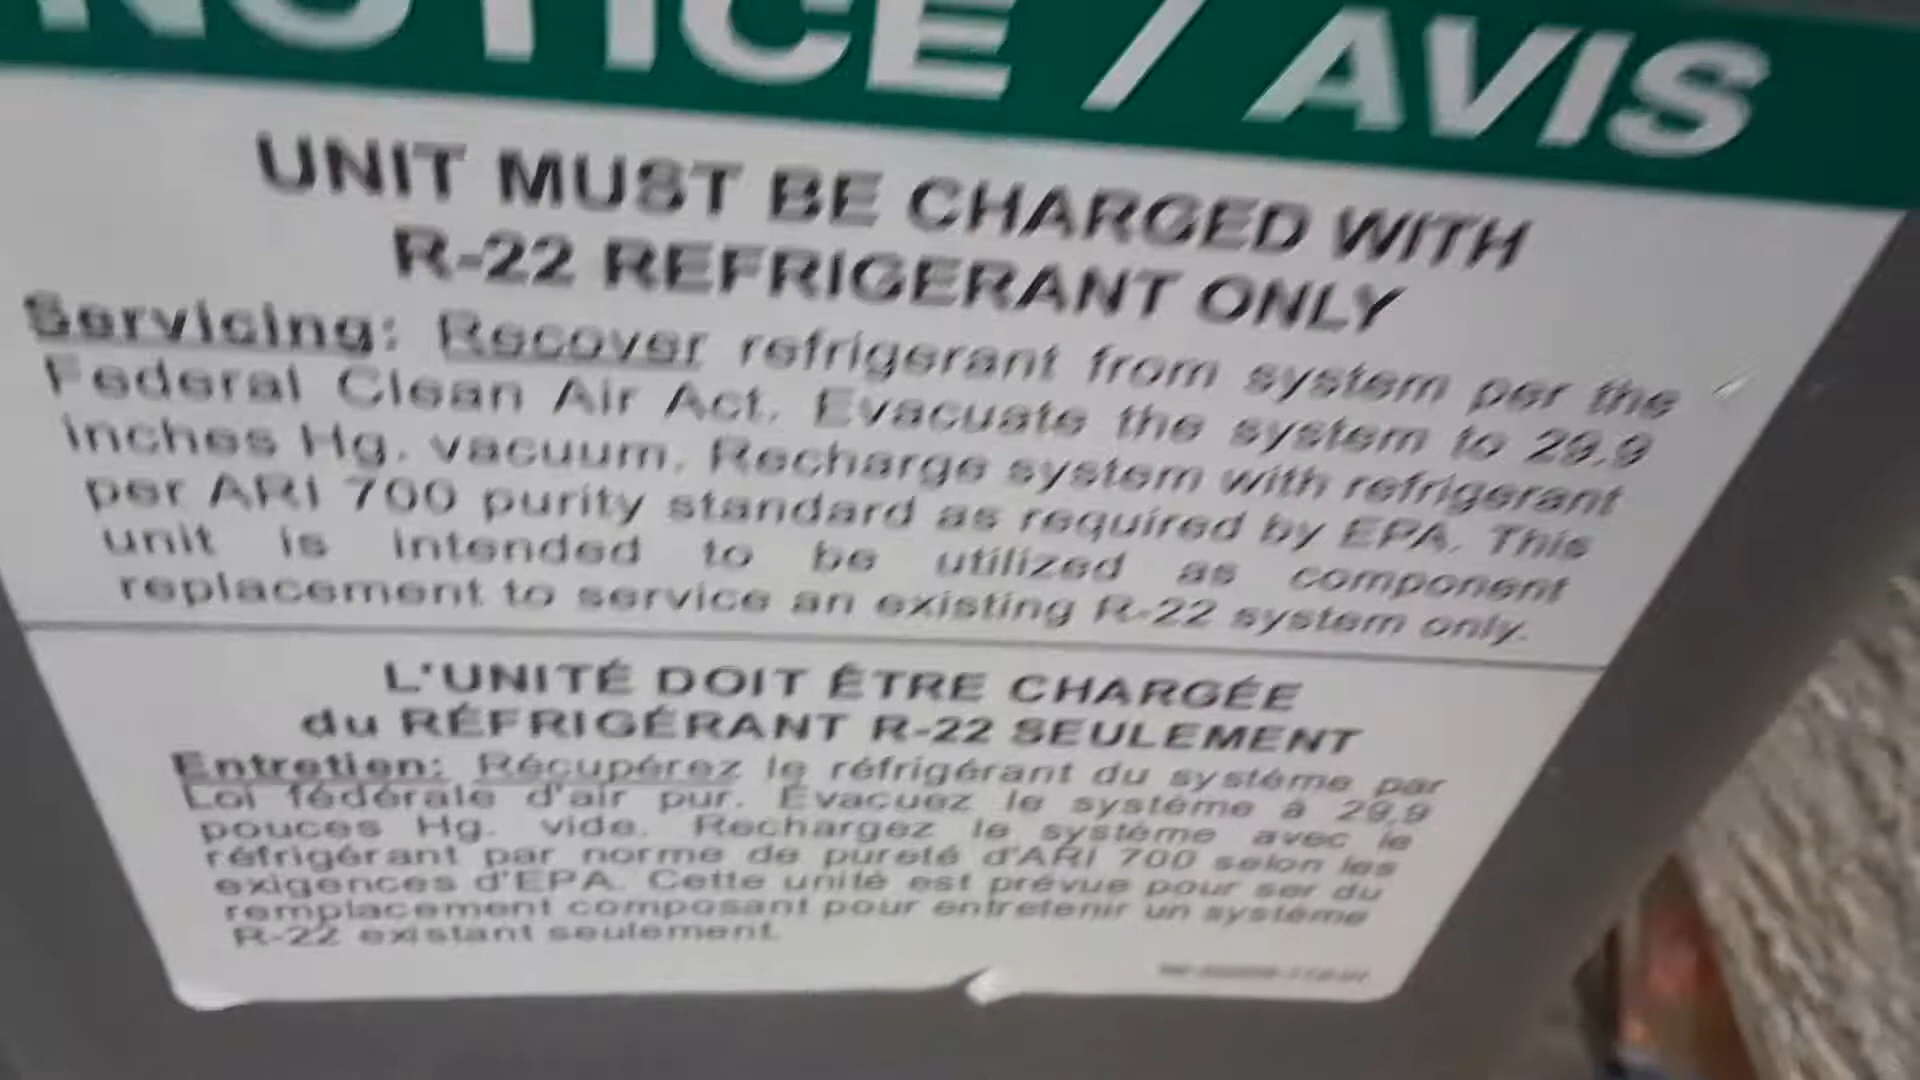 NOTICE / AVIS
UNIT MUST BE CHARGED WITH
R-22 REFRIGERANT ONLY
Servicing: Recover refrigerant from system per the
Federal Clean Air Act. Evacuate the system to 29.9
inches Hg. vacuum. Recharge system with refrigerant
per ARI 700 purity standard as required by EPA. This
unit is intended to be utilized as component
replacement to service an existing R-22 system only.
L'UNITÉ DOIT ÊTRE CHARGÉE
du RÉFRIGÉRANT R-22 SEULEMENT
Entretien: Récupérez le réfrigérant du système par
Loi fédérale d'air pur. Évacuez le système à 29,9
pouces Hg. vide. Rechargez le système avec le
réfrigérant par norme de pureté d'ARI 700 selon les
exigences d'EPA. Cette unité est prévue pour ser du
remplacement composant pour entretenir un système
R-22 existant seulement.